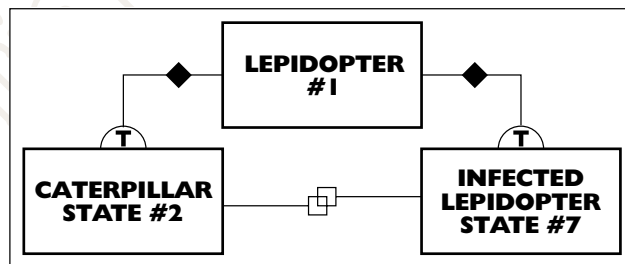 LEPIDOPTER
#1
T
T
CATERPILLAR
STATE #2
INFECTED
LEPIDOPTER
STATE #7